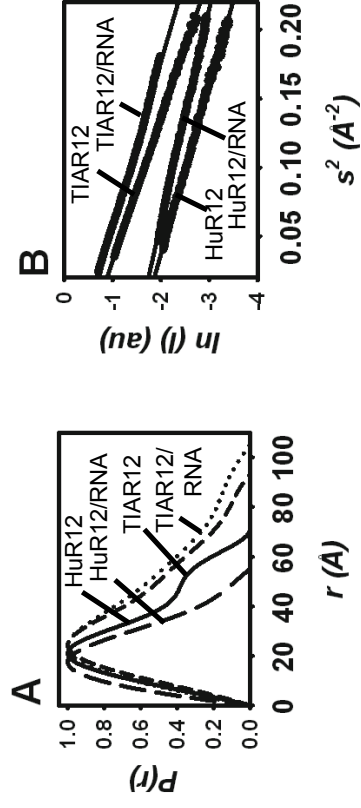 A
P(r)
1.0
0.8
0.6
0.4
0.2
0.0
HuR12
HuR12/RNA
TIAR12
TIAR12/
RNA
0 20 40 60 80 100
r (Å)
B
ln (I) (au)
0
-1
-2
-3
-4
TIAR12
TIAR12/RNA
HuR12
HuR12/RNA
0.05 0.10 0.15 0.20
s² (Å⁻²)